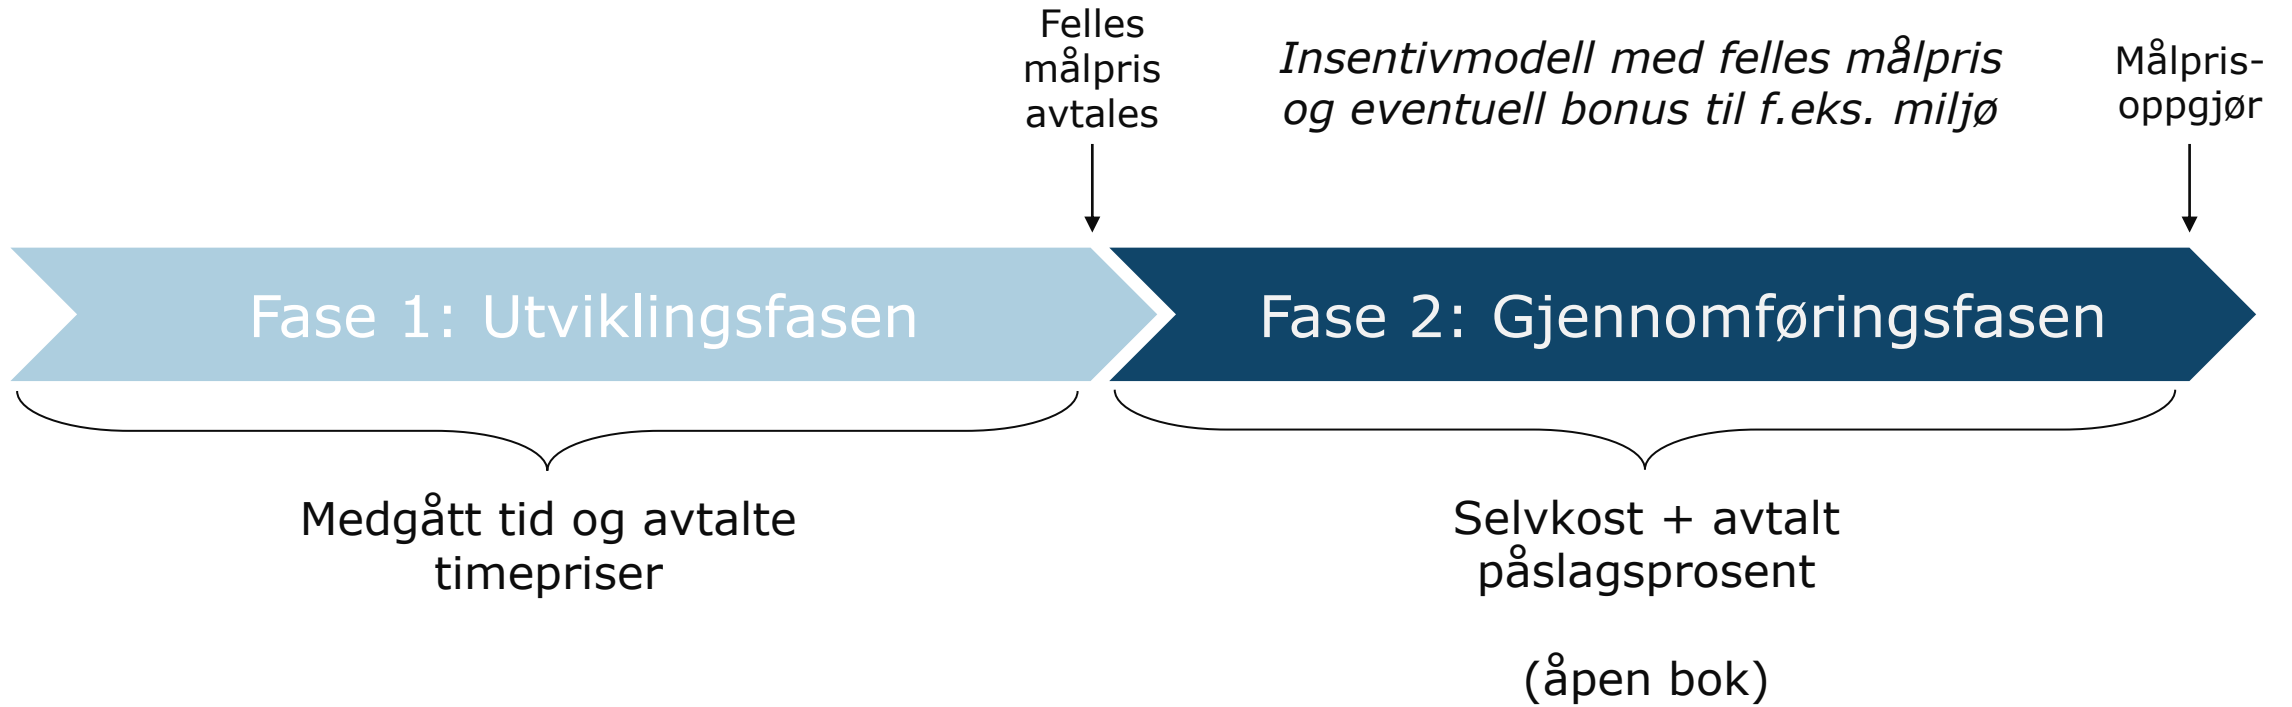 Felles
målpris
avtales
Insentivmodell med felles målpris
og eventuell bonus til f.eks. miljø
Målpris-
oppgjør
Fase 1: Utviklingsfasen
Fase 2: Gjennomføringsfasen
Medgått tid og avtalte
timepriser
Selvkost + avtalt
påslagsprosent
(åpen bok)